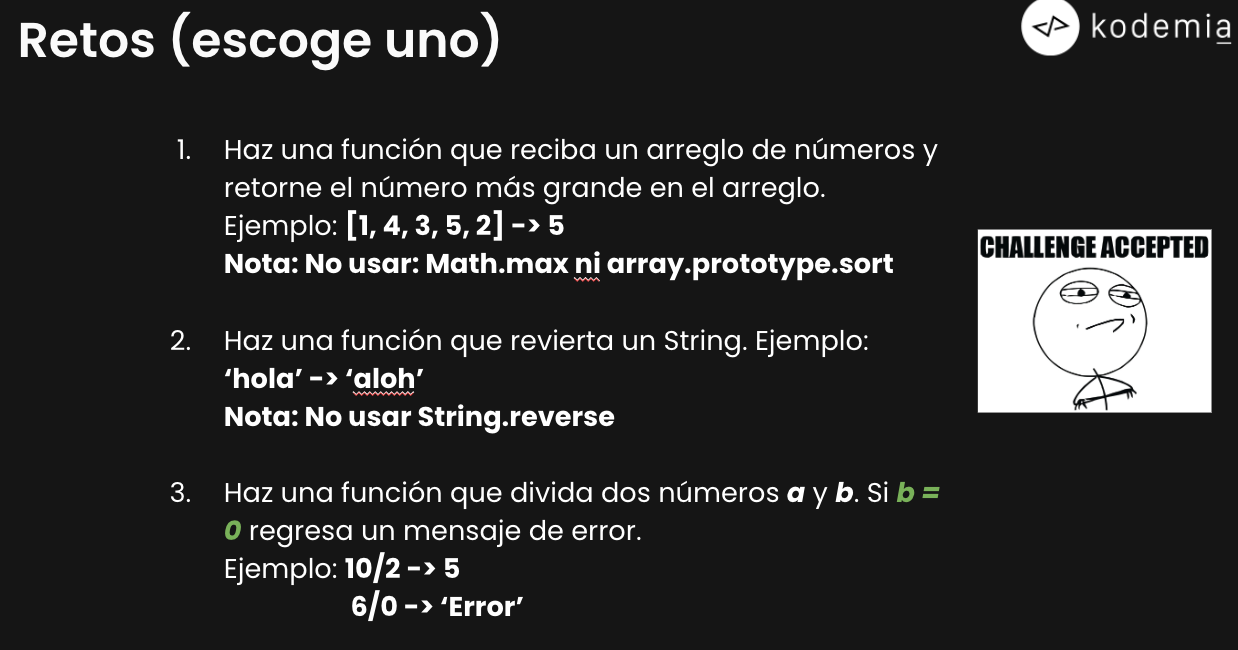 Retos (escoge uno)
</> kodemia
1. Haz una función que reciba un arreglo de números y
retorne el número más grande en el arreglo.
Ejemplo: [1, 4, 3, 5, 2] -> 5
Nota: No usar: Math.max ni array.prototype.sort
CHALLENGE ACCEPTED
2. Haz una función que revierta un String. Ejemplo:
‘hola’ -> ‘aloh’
Nota: No usar String.reverse
3. Haz una función que divida dos números a y b. Si b =
0 regresa un mensaje de error.
Ejemplo: 10/2 -> 5
6/0 -> ‘Error’